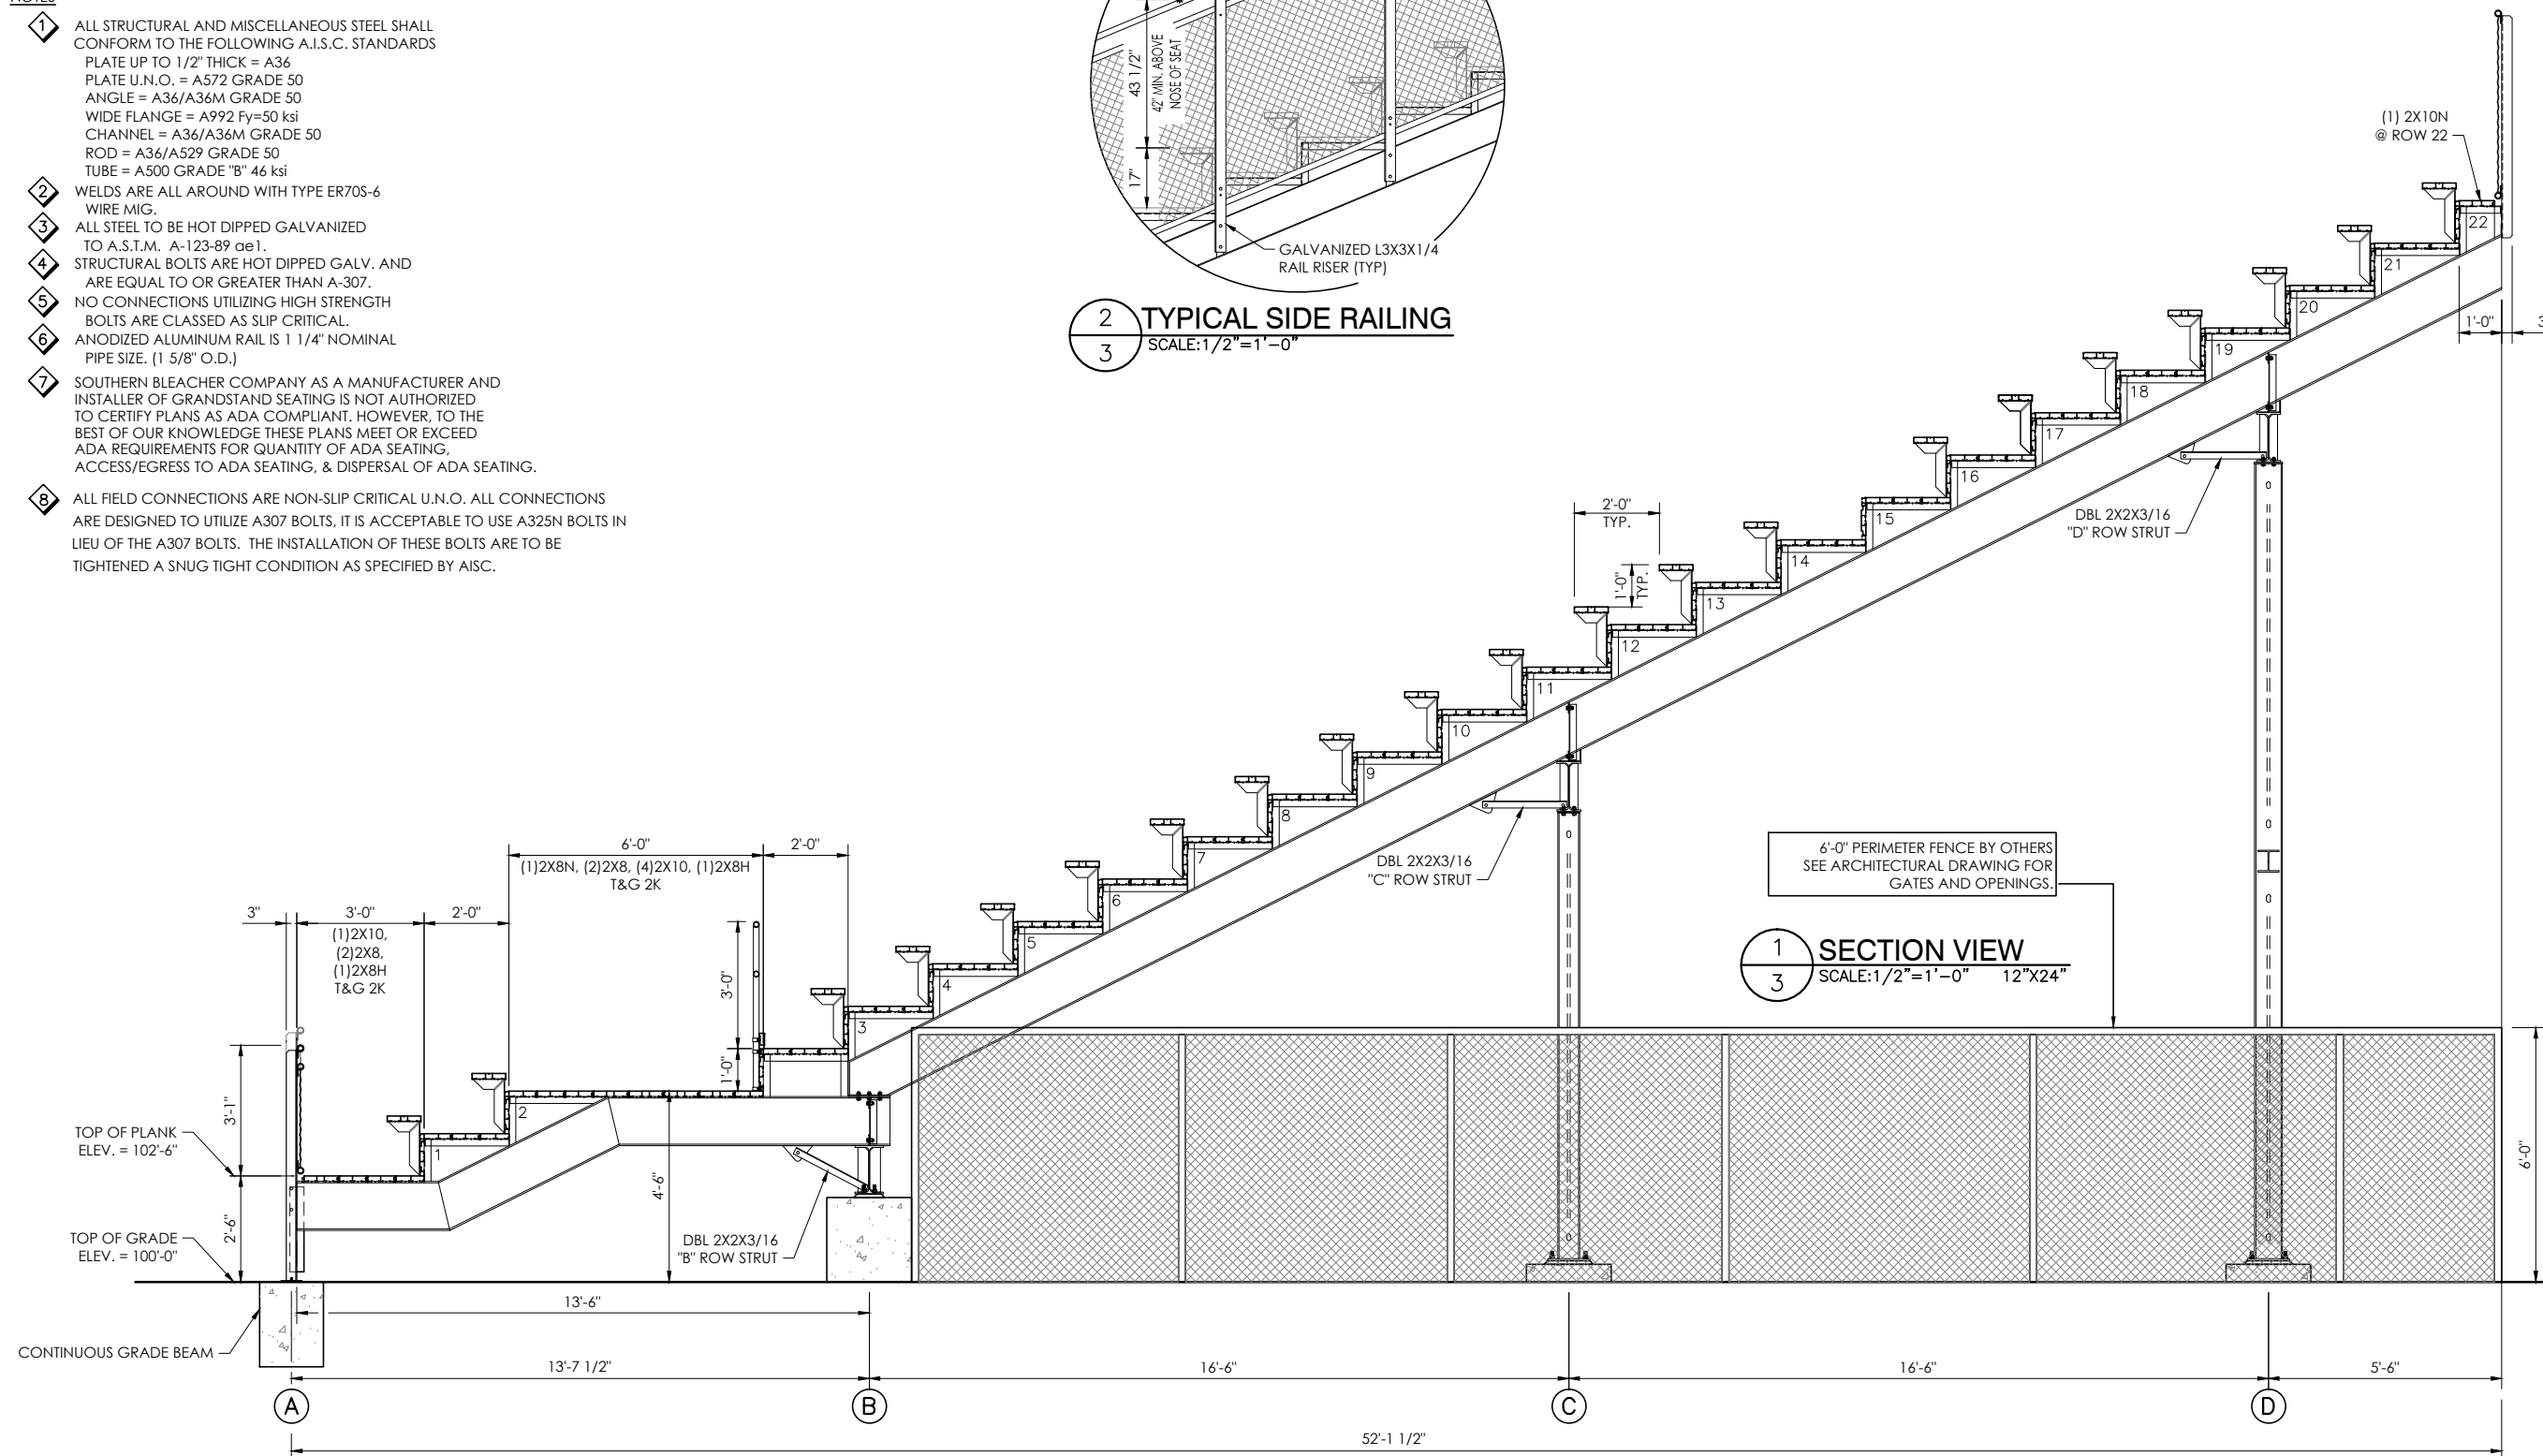 NOTES
1 ALL STRUCTURAL AND MISCELLANEOUS STEEL SHALL
CONFORM TO THE FOLLOWING A.I.S.C. STANDARDS
PLATE UP TO 1/2" THICK = A36
PLATE U.N.O. = A572 GRADE 50
ANGLE = A36/A36M GRADE 50
WIDE FLANGE = A992 Fy=50 ksi
CHANNEL = A36/A36M GRADE 50
ROD = A36/A529 GRADE 50
TUBE = A500 GRADE "B" 46 ksi
2 WELDS ARE ALL AROUND WITH TYPE ER70S-6
WIRE MIG.
3 ALL STEEL TO BE HOT DIPPED GALVANIZED
TO A.S.T.M. A-123-89 ae1.
4 STRUCTURAL BOLTS ARE HOT DIPPED GALV. AND
ARE EQUAL TO OR GREATER THAN A-307.
5 NO CONNECTIONS UTILIZING HIGH STRENGTH
BOLTS ARE CLASSED AS SLIP CRITICAL.
6 ANODIZED ALUMINUM RAIL IS 1 1/4" NOMINAL
PIPE SIZE. (1 5/8" O.D.)
7 SOUTHERN BLEACHER COMPANY AS A MANUFACTURER AND
INSTALLER OF GRANDSTAND SEATING IS NOT AUTHORIZED
TO CERTIFY PLANS AS ADA COMPLIANT. HOWEVER, TO THE
BEST OF OUR KNOWLEDGE THESE PLANS MEET OR EXCEED
ADA REQUIREMENTS FOR QUANTITY OF ADA SEATING,
ACCESS/EGRESS TO ADA SEATING, & DISPERSAL OF ADA SEATING.
8 ALL FIELD CONNECTIONS ARE NON-SLIP CRITICAL U.N.O. ALL CONNECTIONS
ARE DESIGNED TO UTILIZE A307 BOLTS, IT IS ACCEPTABLE TO USE A325N BOLTS IN
LIEU OF THE A307 BOLTS. THE INSTALLATION OF THESE BOLTS ARE TO BE
TIGHTENED A SNUG TIGHT CONDITION AS SPECIFIED BY AISC.
43 1/2"
42" MIN. ABOVE
NOSE OF SEAT
17"
GALVANIZED L3X3X1/4
RAIL RISER (TYP)
2
3
TYPICAL SIDE RAILING
SCALE:1/2"=1'-0"
(1) 2X10N
@ ROW 22
22
21
20
19
18
17
16
15
14
13
12
11
10
9
8
7
6
5
4
3
2
1
1'-0"
3
2'-0"
TYP.
1'-0"
TYP.
DBL 2X2X3/16
"D" ROW STRUT
DBL 2X2X3/16
"C" ROW STRUT
6'-0" PERIMETER FENCE BY OTHERS
SEE ARCHITECTURAL DRAWING FOR
GATES AND OPENINGS.
1
3
SECTION VIEW
SCALE:1/2"=1'-0" 12"X24"
6'-0"
2'-0"
(1)2X8N, (2)2X8, (4)2X10, (1)2X8H
T&G 2K
3"
3'-0"
2'-0"
(1)2X10,
(2)2X8,
(1)2X8H
T&G 2K
3'-0"
1'-0"
3'-1"
TOP OF PLANK
ELEV. = 102'-6"
2'-6"
TOP OF GRADE
ELEV. = 100'-0"
4'-6"
DBL 2X2X3/16
"B" ROW STRUT
6'-0"
13'-6"
CONTINUOUS GRADE BEAM
13'-7 1/2"
16'-6"
16'-6"
5'-6"
A
B
C
D
52'-1 1/2"